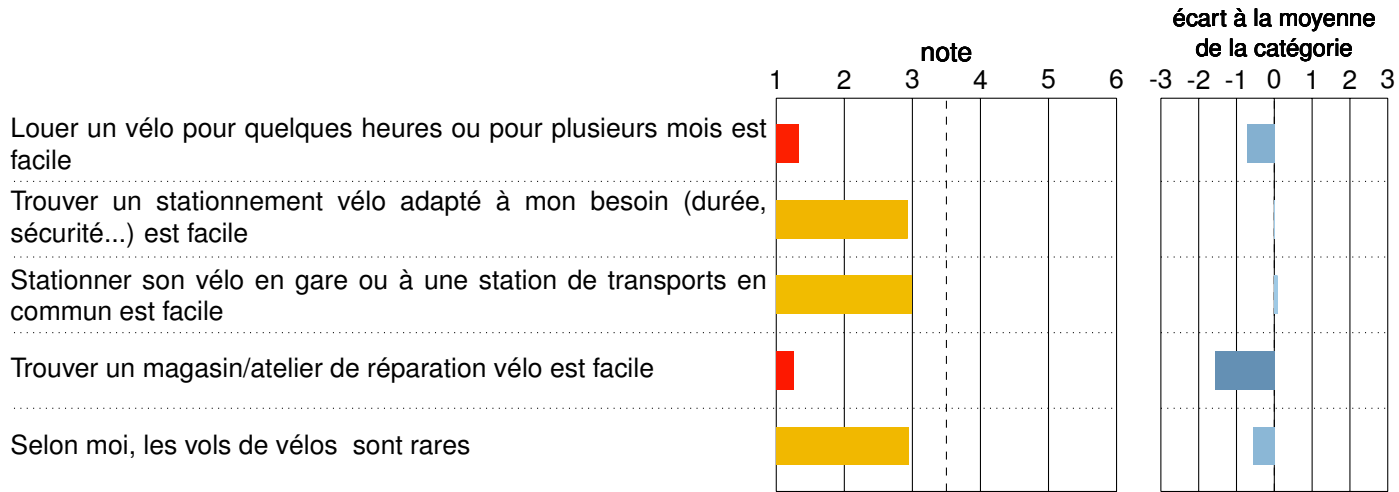 écart à la moyenne
de la catégorie
note
1 2 3 4 5 6
-3 -2 -1 0 1 2 3
Louer un vélo pour quelques heures ou pour plusieurs mois est
facile
Trouver un stationnement vélo adapté à mon besoin (durée,
sécurité...) est facile
Stationner son vélo en gare ou à une station de transports en
commun est facile
Trouver un magasin/atelier de réparation vélo est facile
Selon moi, les vols de vélos sont rares